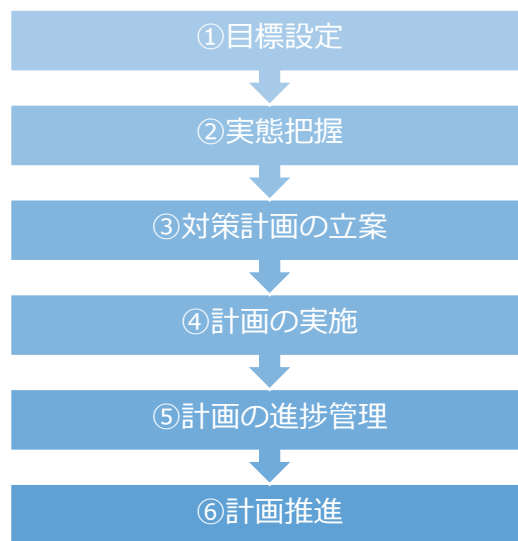 ①目標設定
②実態把握
③対策計画の立案
④計画の実施
⑤計画の進捗管理
⑥計画推進